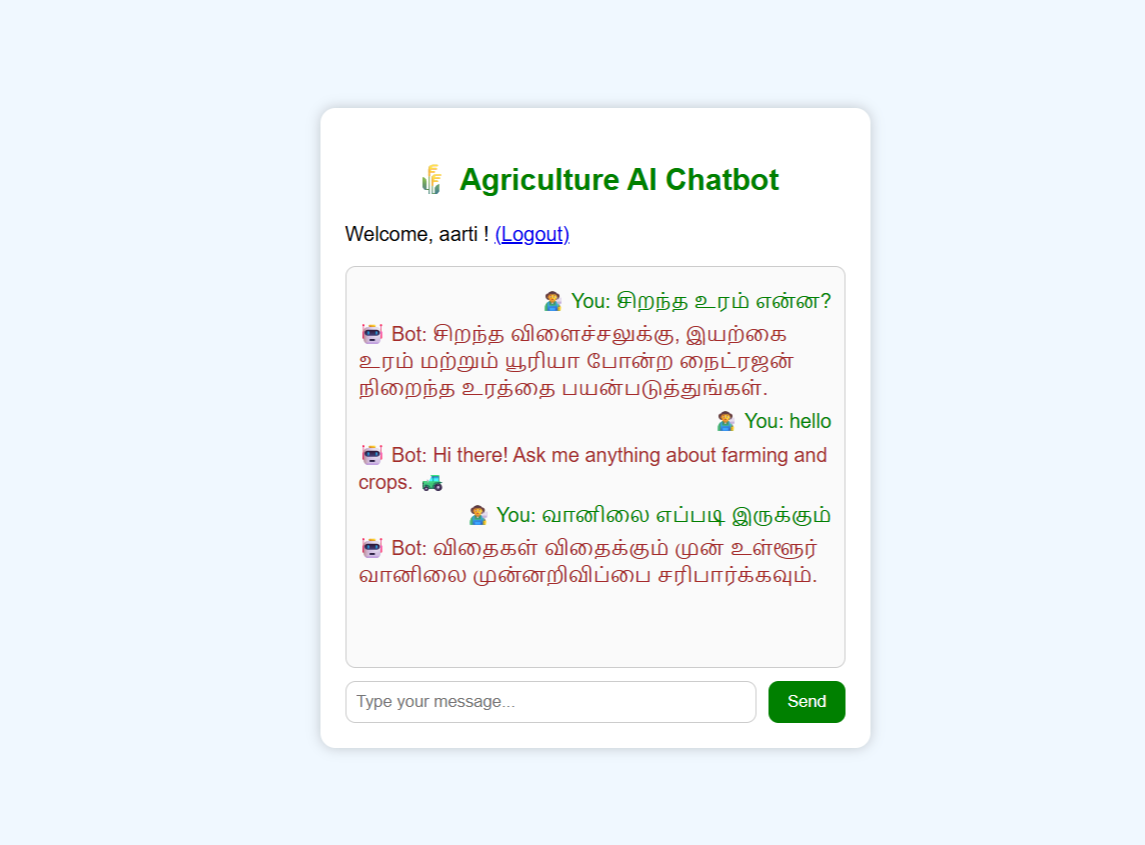 Agriculture AI Chatbot
Welcome, aarti ! (Logout)
You: சிறந்த உரம் என்ன?
Bot: சிறந்த விளைச்சலுக்கு, இயற்கை
உரம் மற்றும் யூரியா போன்ற நைட்ரஜன்
நிறைந்த உரத்தை பயன்படுத்துங்கள்.
You: hello
Bot: Hi there! Ask me anything about farming and
crops.
You: வானிலை எப்படி இருக்கும்
Bot: விதைகள் விதைக்கும் முன் உள்ளூர்
வானிலை முன்னறிவிப்பை சரிபார்க்கவும்.
Type your message...
Send